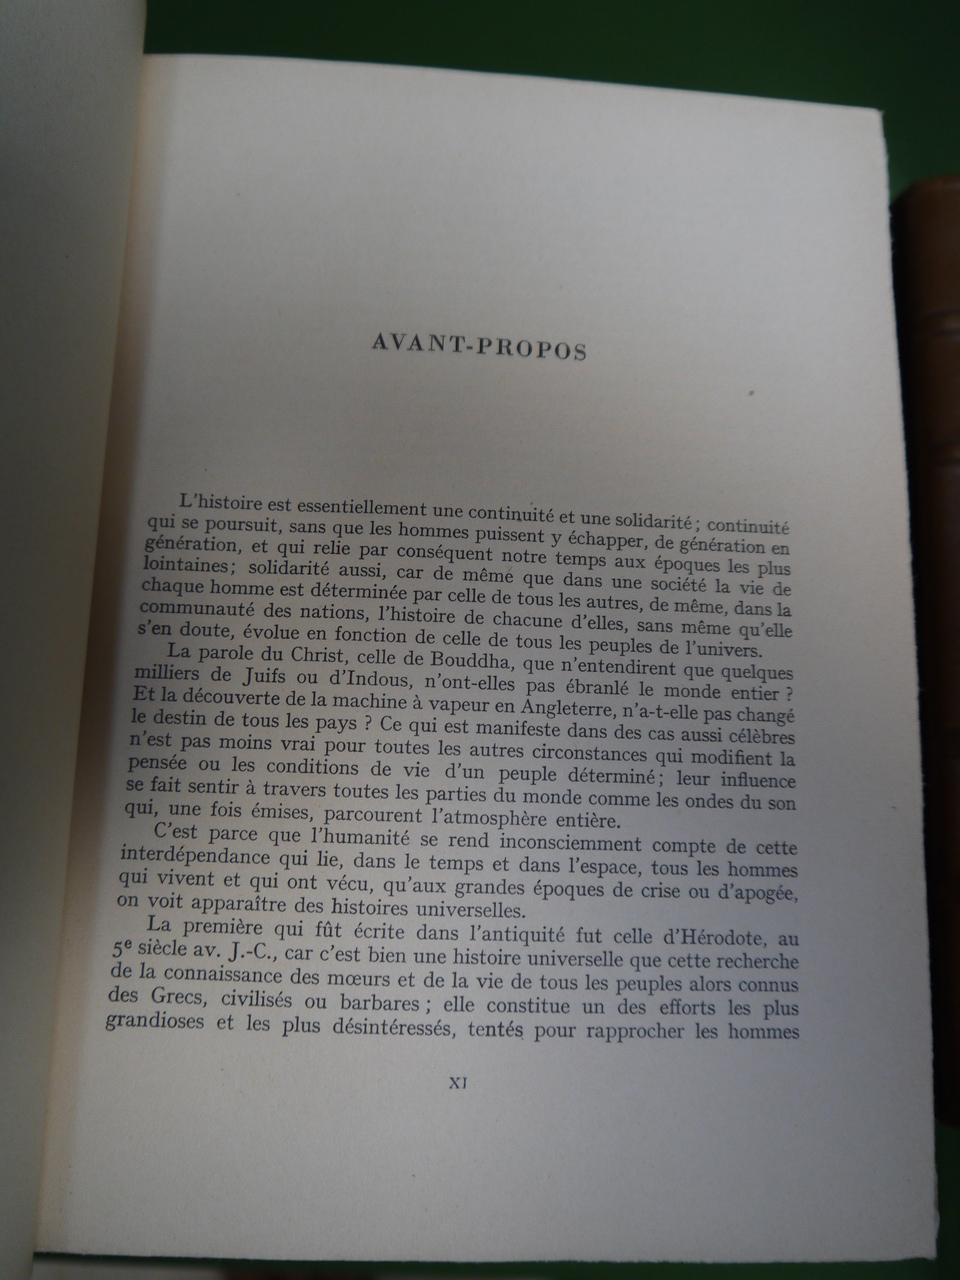 AVANT-PROPOS
L'histoire est essentiellement une continuité et une solidarité; continuité
qui se poursuit, sans que les hommes puissent y échapper, de génération en
génération, et qui relie par conséquent notre temps aux époques les plus
lointaines; solidarité aussi, car de même que dans une société la vie de
chaque homme est déterminée par celle de tous les autres, de même, dans la
communauté des nations, l'histoire de chacune d'elles, sans même qu'elle
s'en doute, évolue en fonction de celle de tous les peuples de l'univers.
La parole du Christ, celle de Bouddha, que n'entendirent que quelques
milliers de Juifs ou d'Indous, n'ont-elles pas ébranlé le monde entier ?
Et la découverte de la machine à vapeur en Angleterre, n'a-t-elle pas changé
le destin de tous les pays ? Ce qui est manifeste dans des cas aussi célèbres
n'est pas moins vrai pour toutes les autres circonstances qui modifient la
pensée ou les conditions de vie d'un peuple déterminé; leur influence
se fait sentir à travers toutes les parties du monde comme les ondes du son
qui, une fois émises, parcourent l'atmosphère entière.
C'est parce que l'humanité se rend inconsciemment compte de cette
interdépendance qui lie, dans le temps et dans l'espace, tous les hommes
qui vivent et qui ont vécu, qu'aux grandes époques de crise ou d'apogée,
on voit apparaître des histoires universelles.
La première qui fût écrite dans l'antiquité fut celle d'Hérodote, au
5e siècle av. J.-C., car c'est bien une histoire universelle que cette recherche
de la connaissance des mœurs et de la vie de tous les peuples alors connus
des Grecs, civilisés ou barbares ; elle constitue un des efforts les plus
grandioses et les plus désintéressés, tentés pour rapprocher les hommes
XI